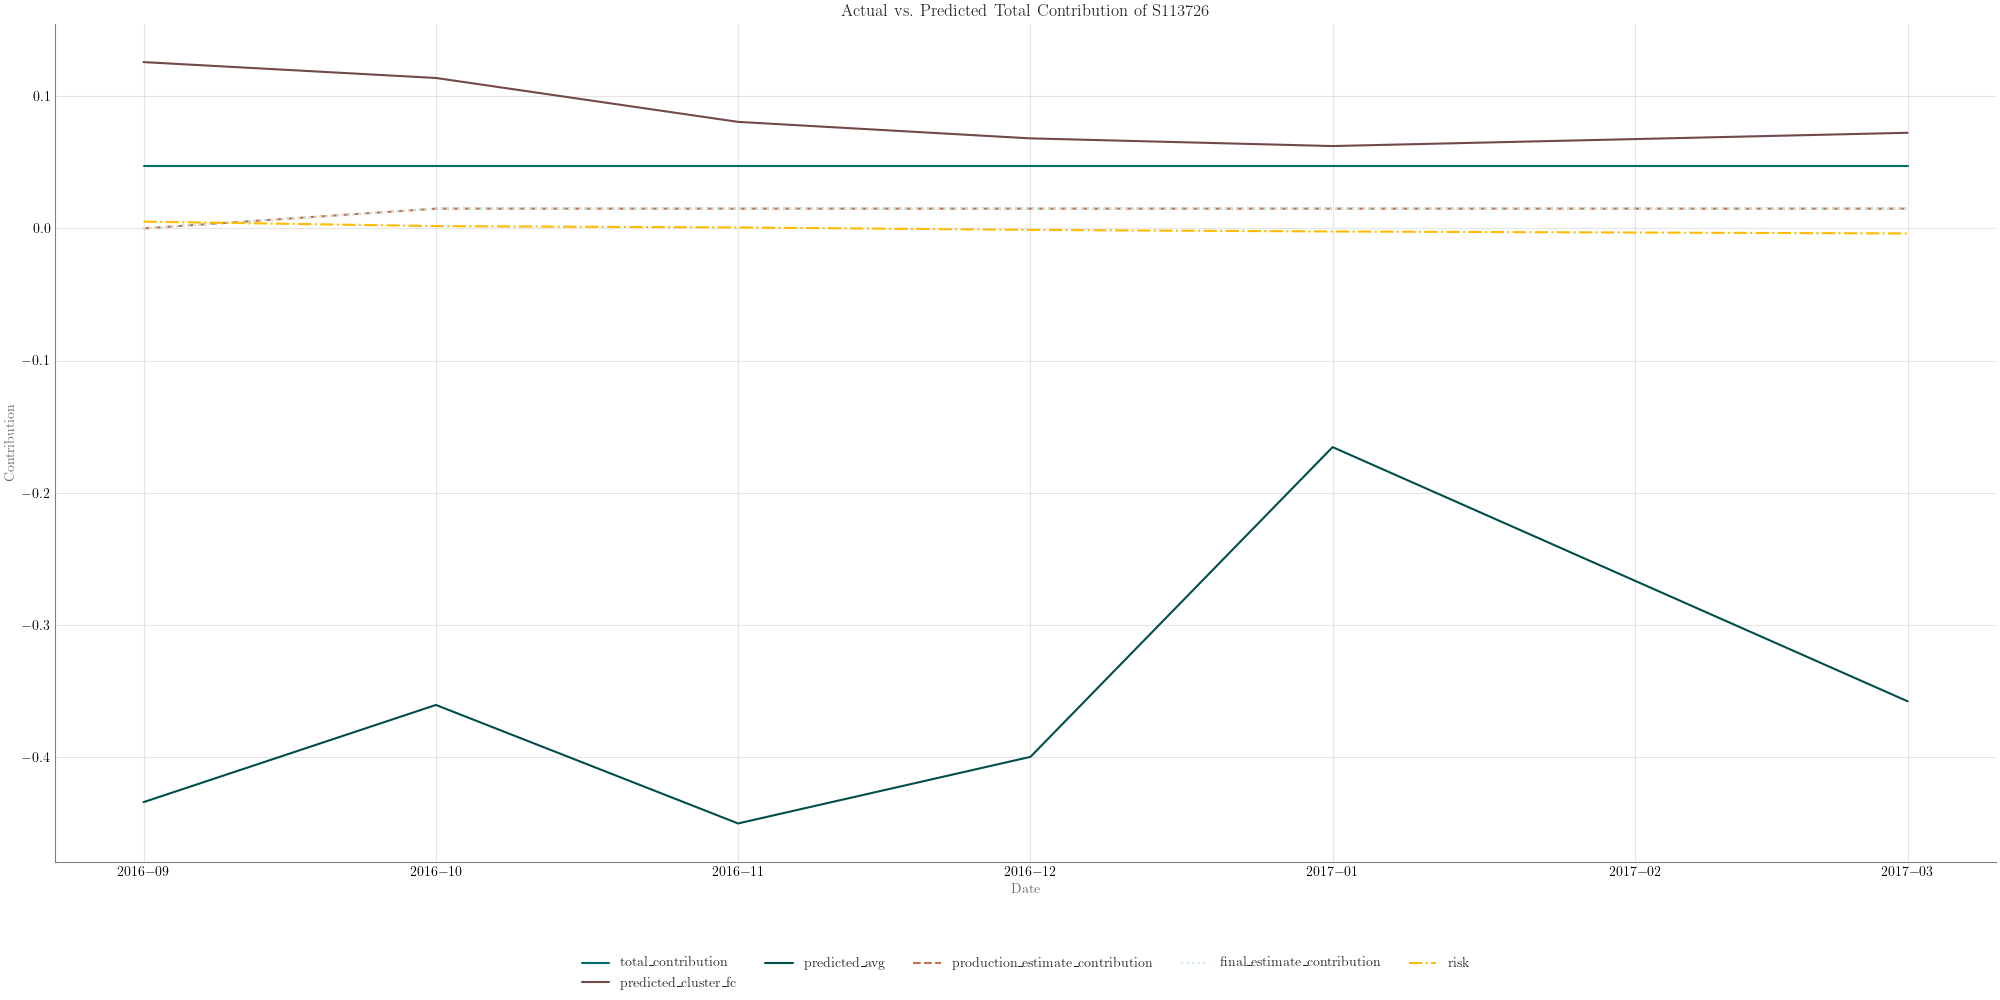 Actual vs. Predicted Total Contribution of S113726
0.1
0.0
−0.1
−0.2
−0.3
−0.4
Contribution
2016−09 2016−10 2016−11 2016−12 2017−01 2017−02 2017−03
Date
total_contribution predicted_avg production_estimate_contribution final_estimate_contribution risk
predicted_cluster_fc